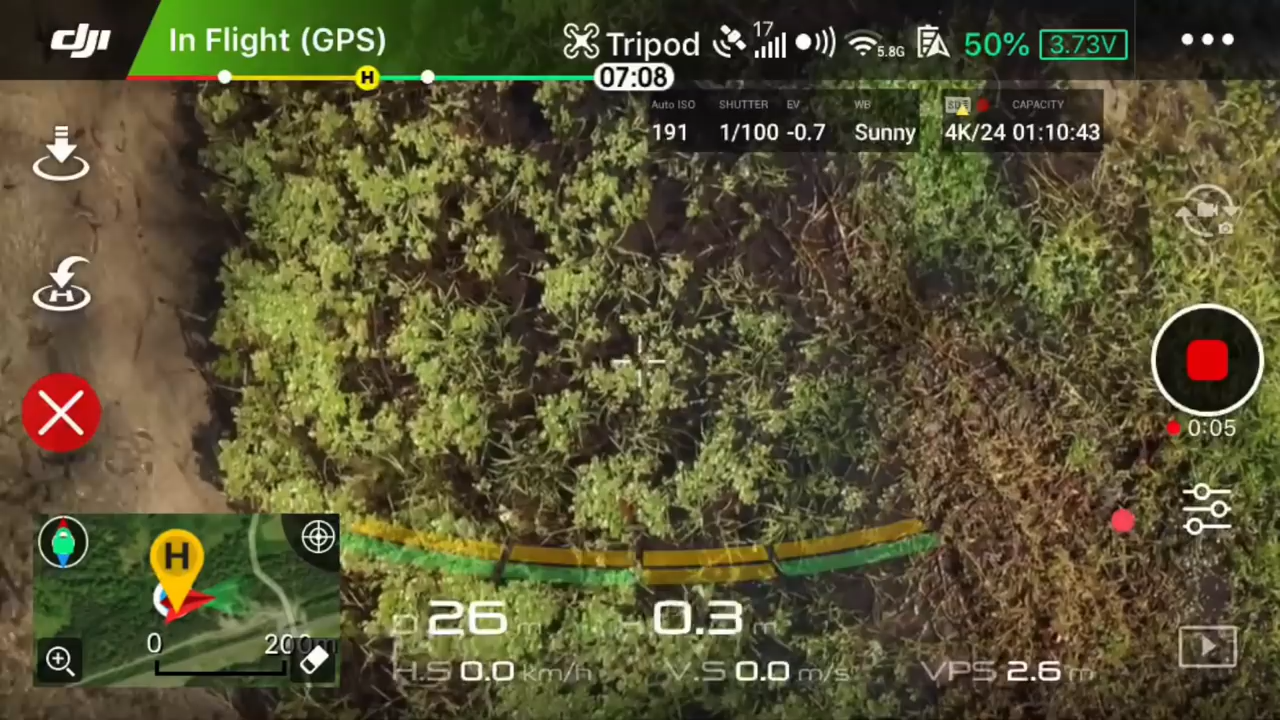 dji
In Flight (GPS)
Tripod
17
5.8G
50%
3.73V
H
07:08
Auto ISO SHUTTER EV WB CAPACITY
191 1/100 -0.7 Sunny 4K/24 01:10:43
H
0:05
H
0 200m
D 26 m H 0.3 m
H.S 0.0 km/h V.S 0.0 m/s VPS 2.6 m